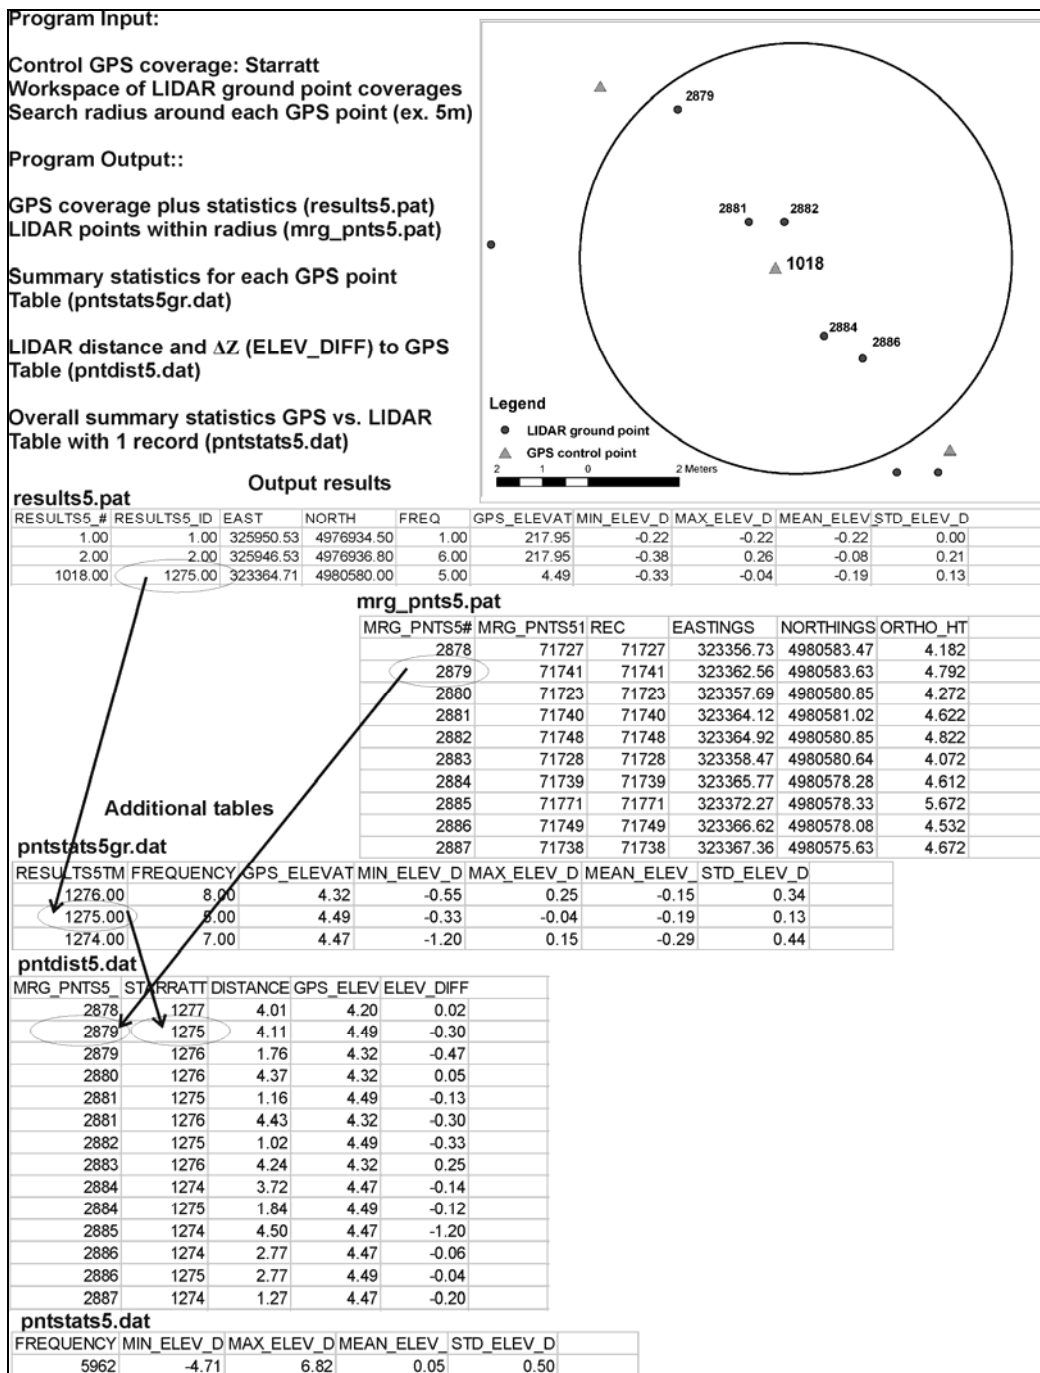 Program Input:
Control GPS coverage: Starratt
Workspace of LIDAR ground point coverages
Search radius around each GPS point (ex. 5m)
Program Output::
GPS coverage plus statistics (results5.pat)
LIDAR points within radius (mrg_pnts5.pat)
Summary statistics for each GPS point
Table (pntstats5gr.dat)
LIDAR distance and ΔZ (ELEV_DIFF) to GPS
Table (pntdist5.dat)
Overall summary statistics GPS vs. LIDAR
Table with 1 record (pntstats5.dat)
2879
2881 2882
1018
2884
2886
Legend
LIDAR ground point
GPS control point
2 1 0 2 Meters
Output results
results5.pat
RESULTS5_# RESULTS5_ID EAST NORTH FREQ GPS_ELEVAT MIN_ELEV_D MAX_ELEV_D MEAN_ELEV STD_ELEV_D
1.00 1.00 325950.53 4976934.50 1.00 217.95 -0.22 -0.22 -0.22 0.00
2.00 2.00 325946.53 4976936.80 6.00 217.95 -0.38 0.26 -0.08 0.21
1018.00 1275.00 323364.71 4980580.00 5.00 4.49 -0.33 -0.04 -0.19 0.13
mrg_pnts5.pat
MRG_PNTS5# MRG_PNTS51 REC EASTINGS NORTHINGS ORTHO_HT
2878 71727 71727 323356.73 4980583.47 4.182
2879 71741 71741 323362.56 4980583.63 4.792
2880 71723 71723 323357.69 4980580.85 4.272
2881 71740 71740 323364.12 4980581.02 4.622
2882 71748 71748 323364.92 4980580.85 4.822
2883 71728 71728 323358.47 4980580.64 4.072
2884 71739 71739 323365.77 4980578.28 4.612
2885 71771 71771 323372.27 4980578.33 5.672
2886 71749 71749 323366.62 4980578.08 4.532
2887 71738 71738 323367.36 4980575.63 4.672
Additional tables
pntstats5gr.dat
RESULTS5TM FREQUENCY GPS_ELEVAT MIN_ELEV_D MAX_ELEV_D MEAN_ELEV_ STD_ELEV_D
1276.00 8.00 4.32 -0.55 0.25 -0.15 0.34
1275.00 5.00 4.49 -0.33 -0.04 -0.19 0.13
1274.00 7.00 4.47 -1.20 0.15 -0.29 0.44
pntdist5.dat
MRG_PNTS5_ STARRATT DISTANCE GPS_ELEV ELEV_DIFF
2878 1277 4.01 4.20 0.02
2879 1275 4.11 4.49 -0.30
2879 1276 1.76 4.32 -0.47
2880 1276 4.37 4.32 0.05
2881 1275 1.16 4.49 -0.13
2881 1276 4.43 4.32 -0.30
2882 1275 1.02 4.49 -0.33
2883 1276 4.24 4.32 0.25
2884 1274 3.72 4.47 -0.14
2884 1275 1.84 4.49 -0.12
2885 1274 4.50 4.47 -1.20
2886 1274 2.77 4.47 -0.06
2886 1275 2.77 4.49 -0.04
2887 1274 1.27 4.47 -0.20
pntstats5.dat
FREQUENCY MIN_ELEV_D MAX_ELEV_D MEAN_ELEV_ STD_ELEV_D
5962 -4.71 6.82 0.05 0.50